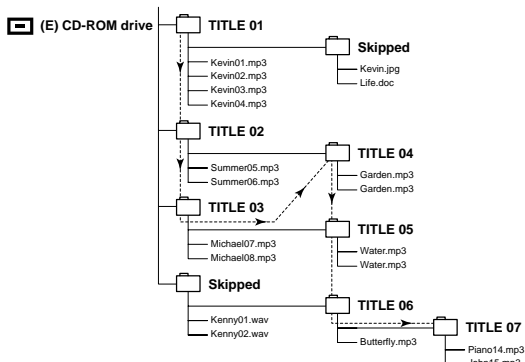 (E) CD-ROM drive
TITLE 01
Kevin01.mp3
Kevin02.mp3
Kevin03.mp3
Kevin04.mp3
Skipped
Kevin.jpg
Life.doc
TITLE 02
Summer05.mp3
Summer06.mp3
TITLE 04
Garden.mp3
Garden.mp3
TITLE 03
Michael07.mp3
Michael08.mp3
TITLE 05
Water.mp3
Water.mp3
Skipped
Kenny01.wav
Kenny02.wav
TITLE 06
Butterfly.mp3
TITLE 07
Piano14.mp3